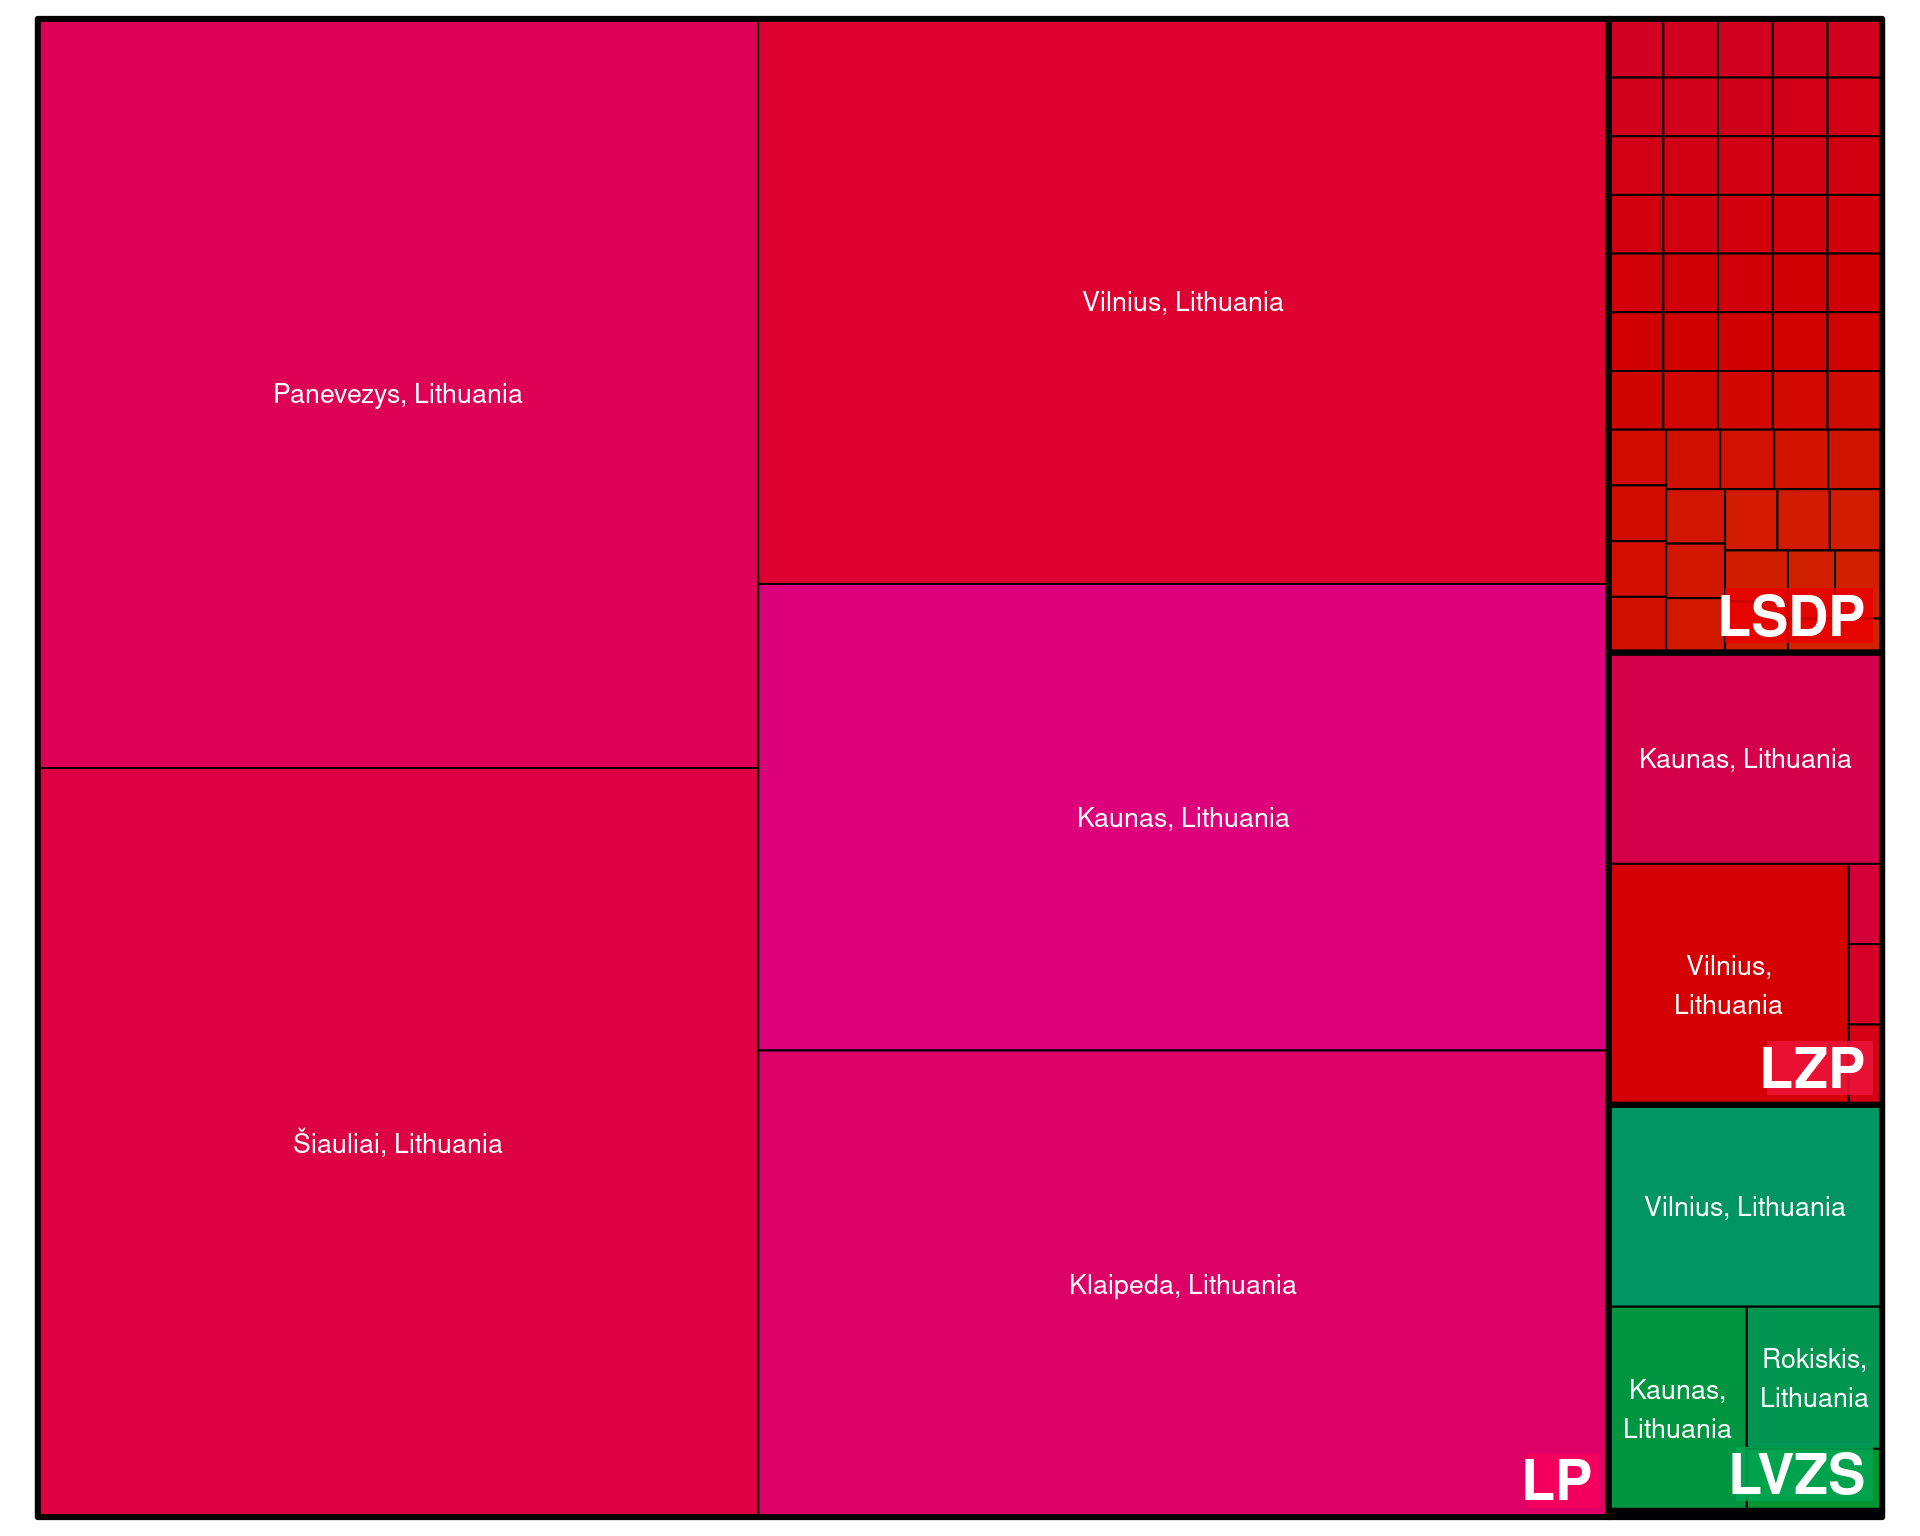 Panevezys, Lithuania
Šiauliai, Lithuania
Vilnius, Lithuania
Kaunas, Lithuania
Klaipeda, Lithuania
LP
LSDP
Kaunas, Lithuania
Vilnius,
Lithuania
LZP
Vilnius, Lithuania
Kaunas,
Lithuania
Rokiskis,
Lithuania
LVZS